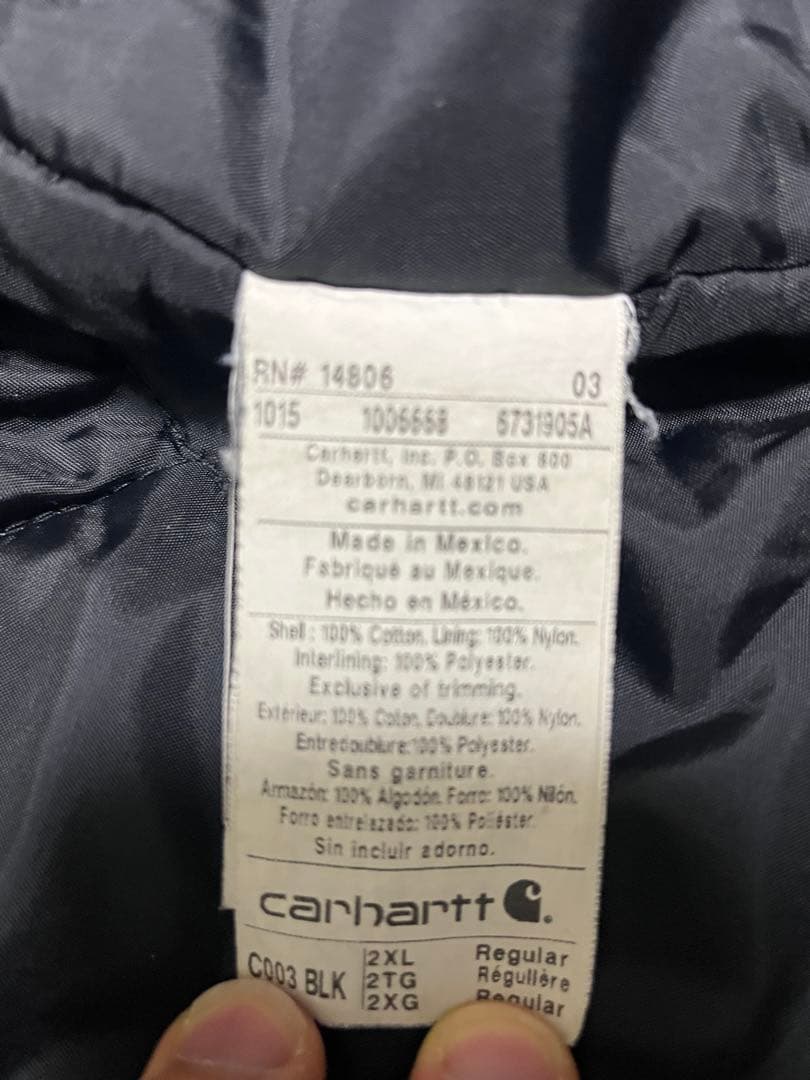 RN# 14806 03
1015 1006668 6731905A
Carhartt, Inc. P.O. Box 600
Dearborn, MI 48121 USA
carhartt.com
Made in Mexico.
Fabriqué au Mexique.
Hecho en México.
Shell: 100% Cotton, Lining: 100% Nylon.
Interlining: 100% Polyester.
Exclusive of trimming.
Extérieur: 100% Coton, Doublure: 100% Nylon.
Entredoublure: 100% Polyester.
Sans garniture.
Armazón: 100% Algodón. Forro: 100% Nilón.
Forro entrelazado: 100% Poliéster.
Sin incluir adorno.
carhartt
C003 BLK
2XL Regular
2TG Régulière
2XG Regular